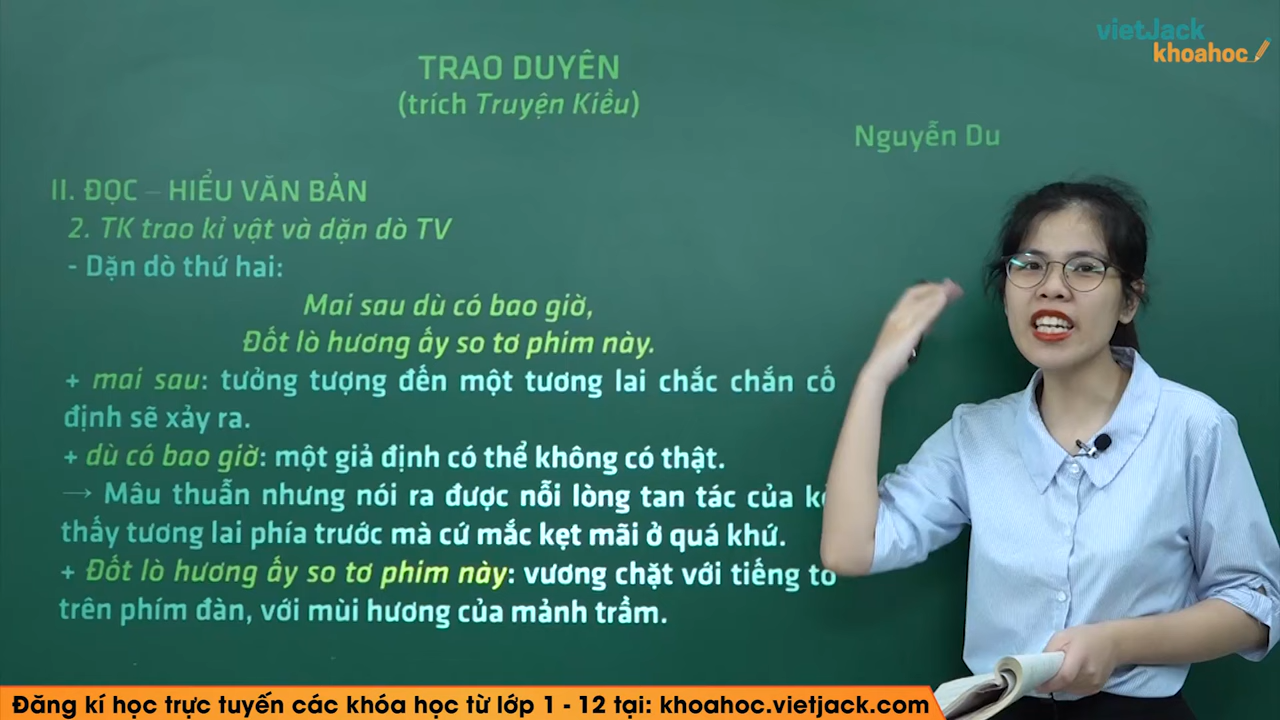 vietJack
khoahoc
TRAO DUYÊN
(trích Truyện Kiều)
Nguyễn Du
II. ĐỌC – HIỂU VĂN BẢN
2. TK trao kỉ vật và dặn dò TV
- Dặn dò thứ hai:
Mai sau dù có bao giờ,
Đốt lò hương ấy so tơ phim này.
+ mai sau: tưởng tượng đến một tương lai chắc chắn cố
định sẽ xảy ra.
+ dù có bao giờ: một giả định có thể không có thật.
→ Mâu thuẫn nhưng nói ra được nỗi lòng tan tác của
thấy tương lai phía trước mà cứ mắc kẹt mãi ở quá khứ.
+ Đốt lò hương ấy so tơ phim này: vương chặt với tiếng tơ
trên phím đàn, với mùi hương của mảnh trầm.
Đăng kí học trực tuyến các khóa học từ lớp 1 - 12 tại: khoahoc.vietjack.com